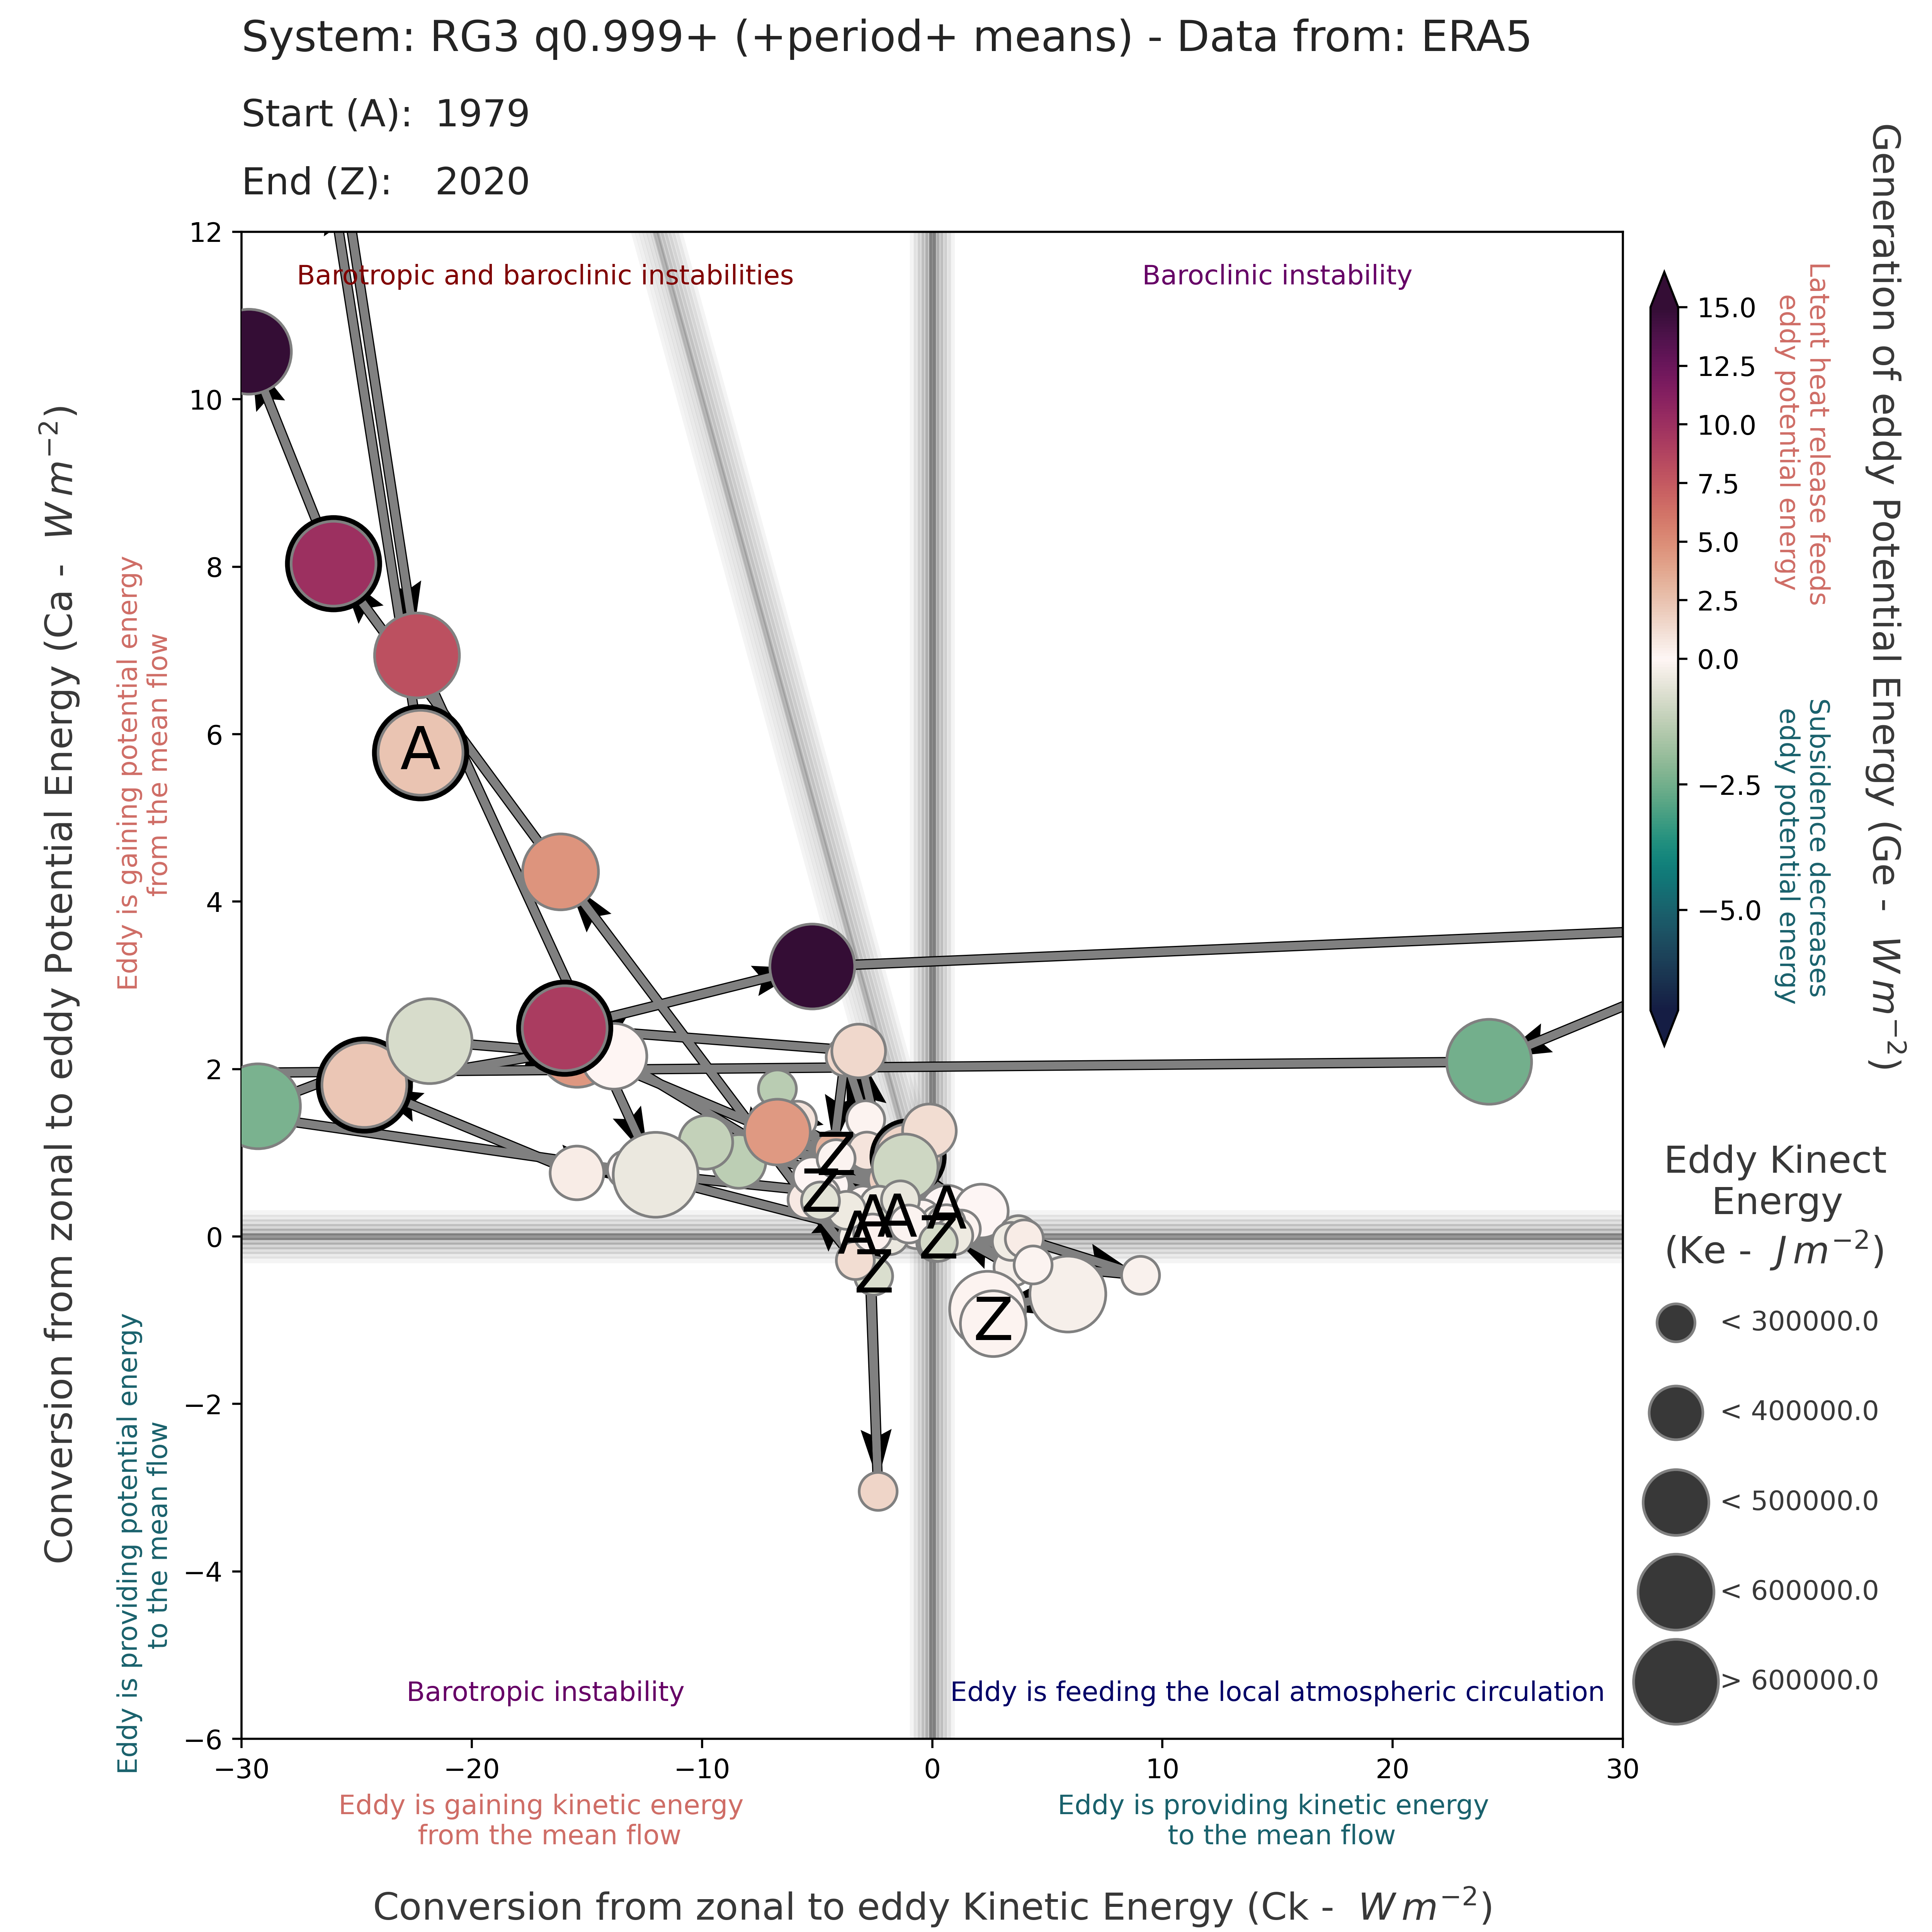 System: RG3 q0.999+ (+period+ means) - Data from: ERA5
Start (A): 1979
End (Z): 2020
Conversion from zonal to eddy Potential Energy (Ca - W m⁻²)
Eddy is gaining potential energy
from the mean flow
Eddy is providing potential energy
to the mean flow
12
10
8
6
4
2
0
−2
−4
−6
Barotropic and baroclinic instabilities
Baroclinic instability
A
Z
Z
A
A
A
A
Z
Z
Z
Barotropic instability
Eddy is feeding the local atmospheric circulation
−30
−20
−10
0
10
20
30
Eddy is gaining kinetic energy
from the mean flow
Eddy is providing kinetic energy
to the mean flow
Conversion from zonal to eddy Kinetic Energy (Ck - W m⁻²)
15.0
12.5
10.0
7.5
5.0
2.5
0.0
−2.5
−5.0
Latent heat release feeds
eddy potential energy
Subsidence decreases
eddy potential energy
Generation of eddy Potential Energy (Ge - W m⁻²)
Eddy Kinect
Energy
(Ke - J m⁻²)
< 300000.0
< 400000.0
< 500000.0
< 600000.0
> 600000.0